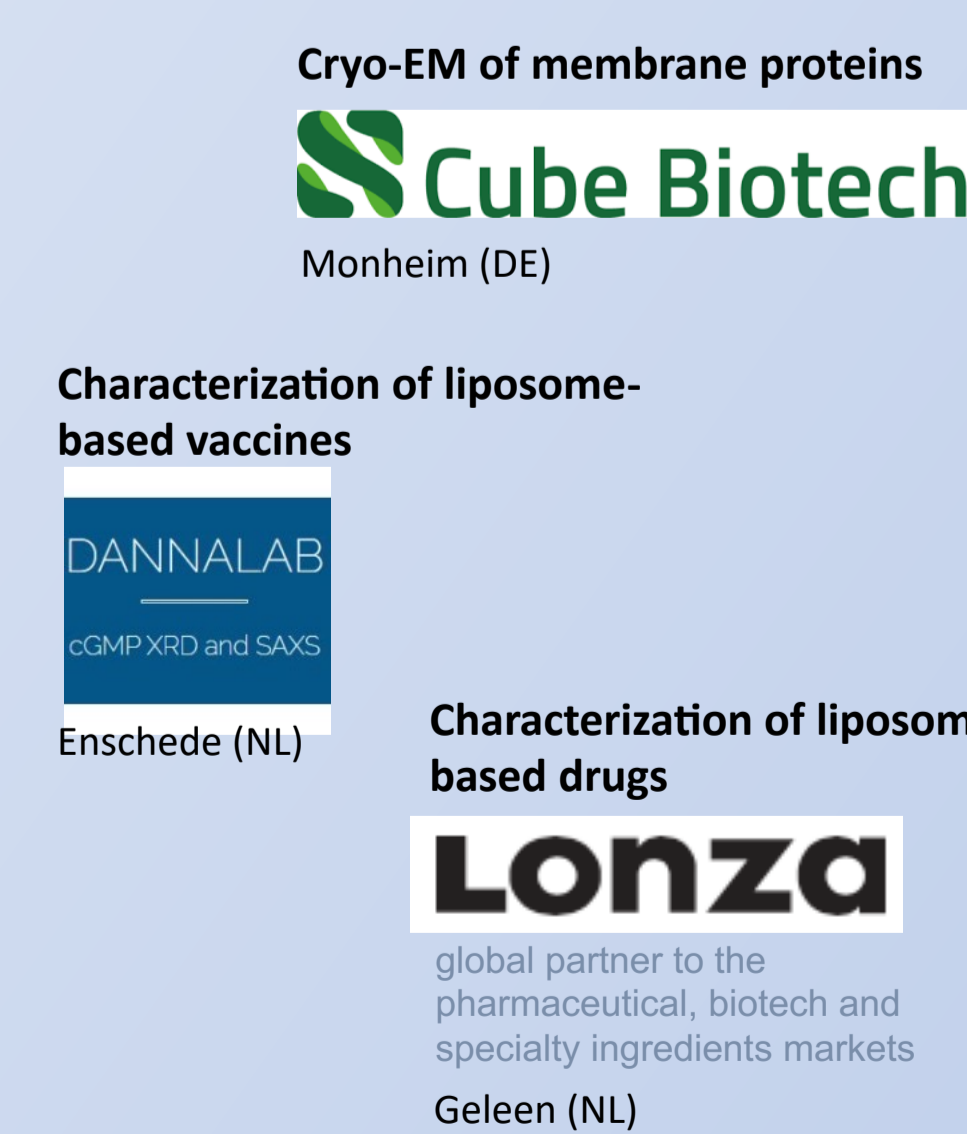 Cryo-EM of membrane proteins
Cube Biotech
Monheim (DE)
Characterization of liposome-
based vaccines
DANNALAB
cGMP XRD and SAXS
Enschede (NL)
Characterization of liposom
based drugs
Lonza
global partner to the
pharmaceutical, biotech and
specialty ingredients markets
Geleen (NL)